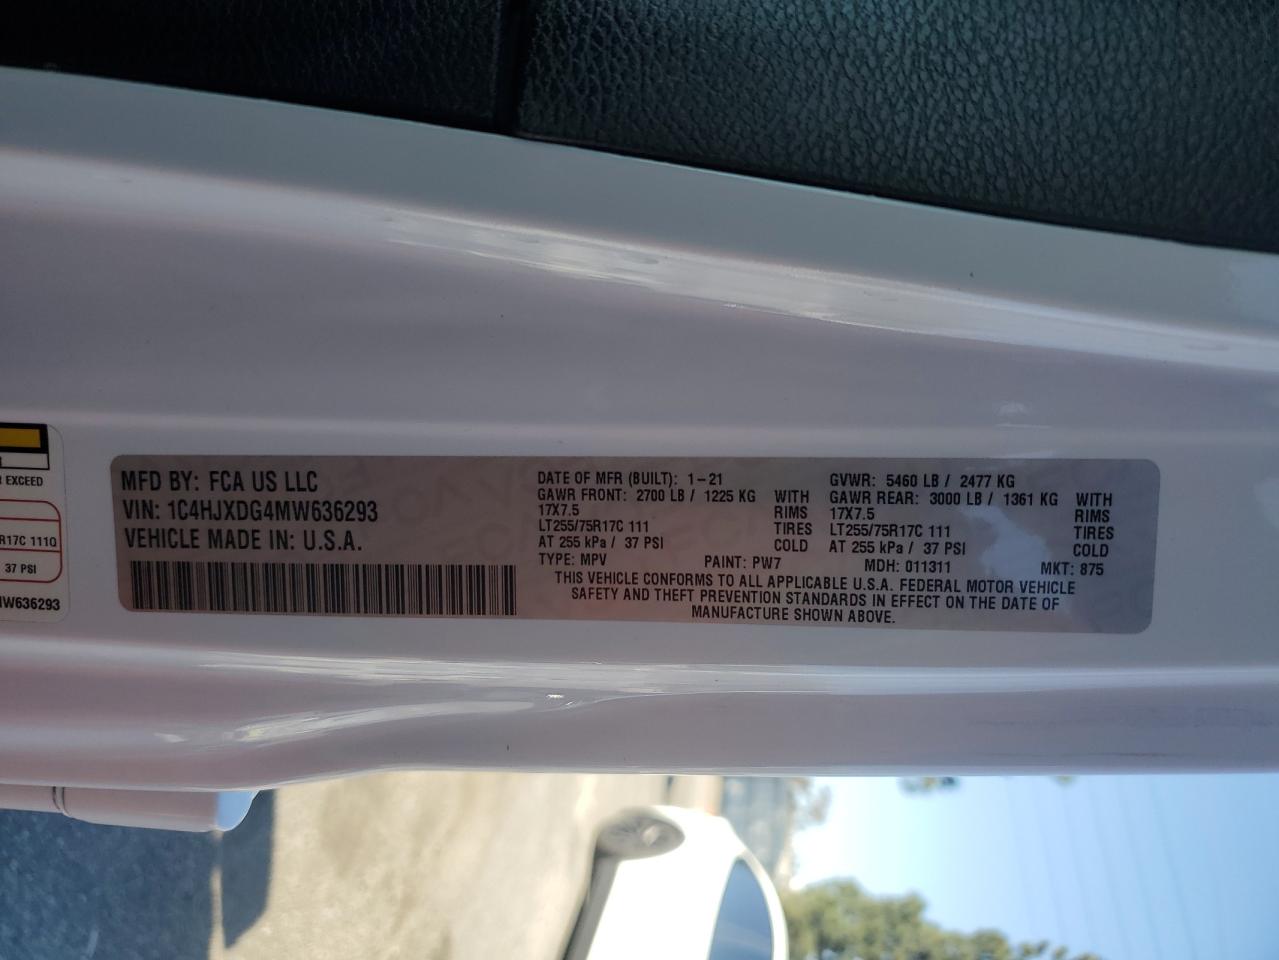 EXCEED
R17C 111Q
37 PSI
MW636293
MFD BY: FCA US LLC
VIN: 1C4HJXDG4MW636293
VEHICLE MADE IN: U.S.A.
DATE OF MFR (BUILT): 1-21
GAWR FRONT: 2700 LB / 1225 KG WITH
17X7.5 RIMS
LT255/75R17C 111 TIRES
AT 255 kPa / 37 PSI COLD
GVWR: 5460 LB / 2477 KG
GAWR REAR: 3000 LB / 1361 KG WITH
17X7.5 RIMS
LT255/75R17C 111 TIRES
AT 255 kPa / 37 PSI COLD
TYPE: MPV PAINT: PW7 MDH: 011311 MKT: 875
THIS VEHICLE CONFORMS TO ALL APPLICABLE U.S.A. FEDERAL MOTOR VEHICLE
SAFETY AND THEFT PREVENTION STANDARDS IN EFFECT ON THE DATE OF
MANUFACTURE SHOWN ABOVE.